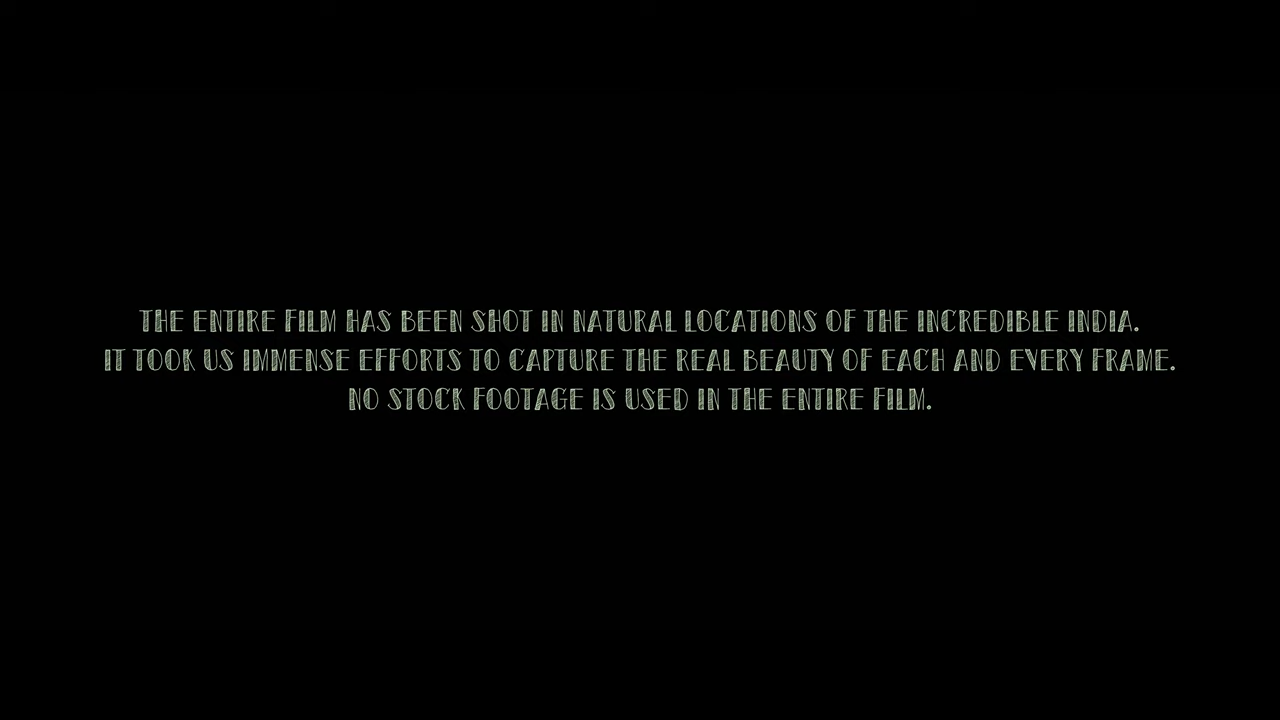 THE ENTIRE FILM HAS BEEN SHOT IN NATURAL LOCATIONS OF THE INCREDIBLE INDIA.
IT TOOK US IMMENSE EFFORTS TO CAPTURE THE REAL BEAUTY OF EACH AND EVERY FRAME.
NO STOCK FOOTAGE IS USED IN THE ENTIRE FILM.